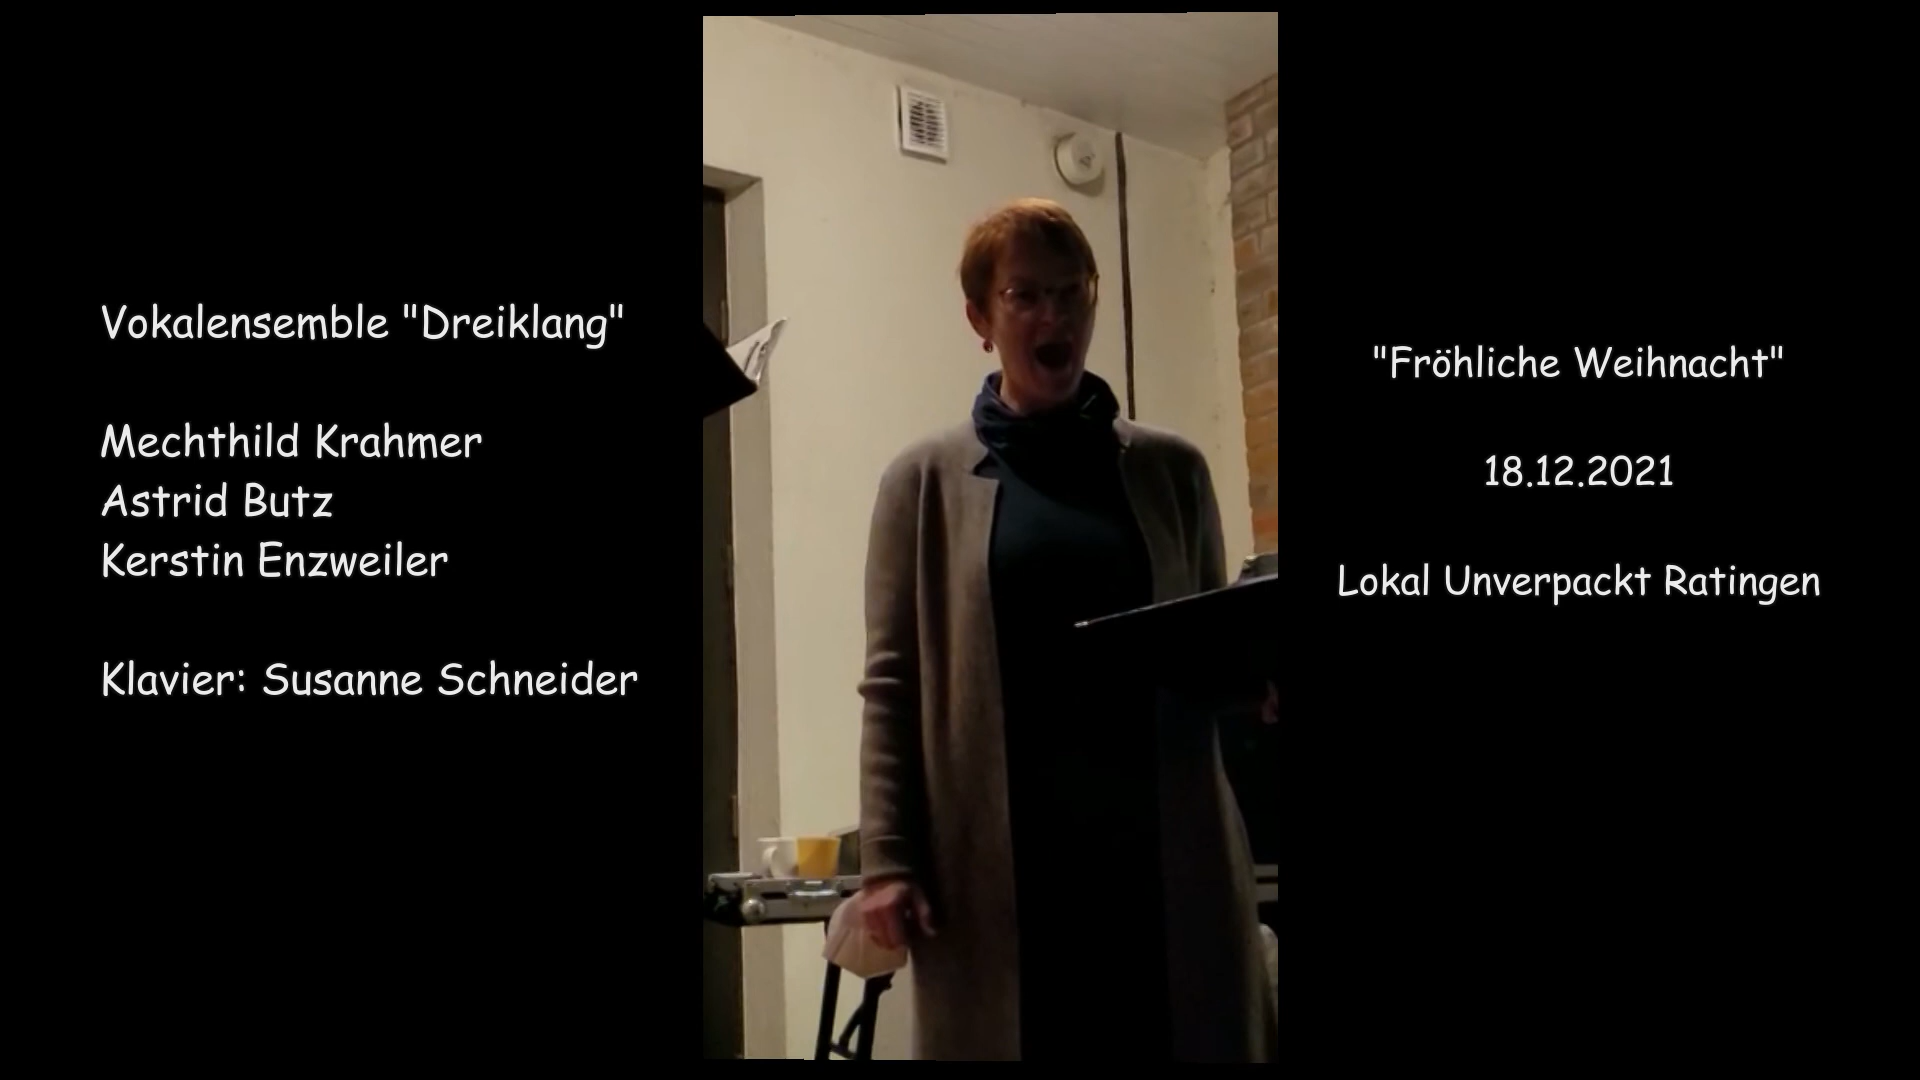 Vokalensemble "Dreiklang"
Mechthild Krahmer
Astrid Butz
Kerstin Enzweiler
Klavier: Susanne Schneider
"Fröhliche Weihnacht"
18.12.2021
Lokal Unverpackt Ratingen